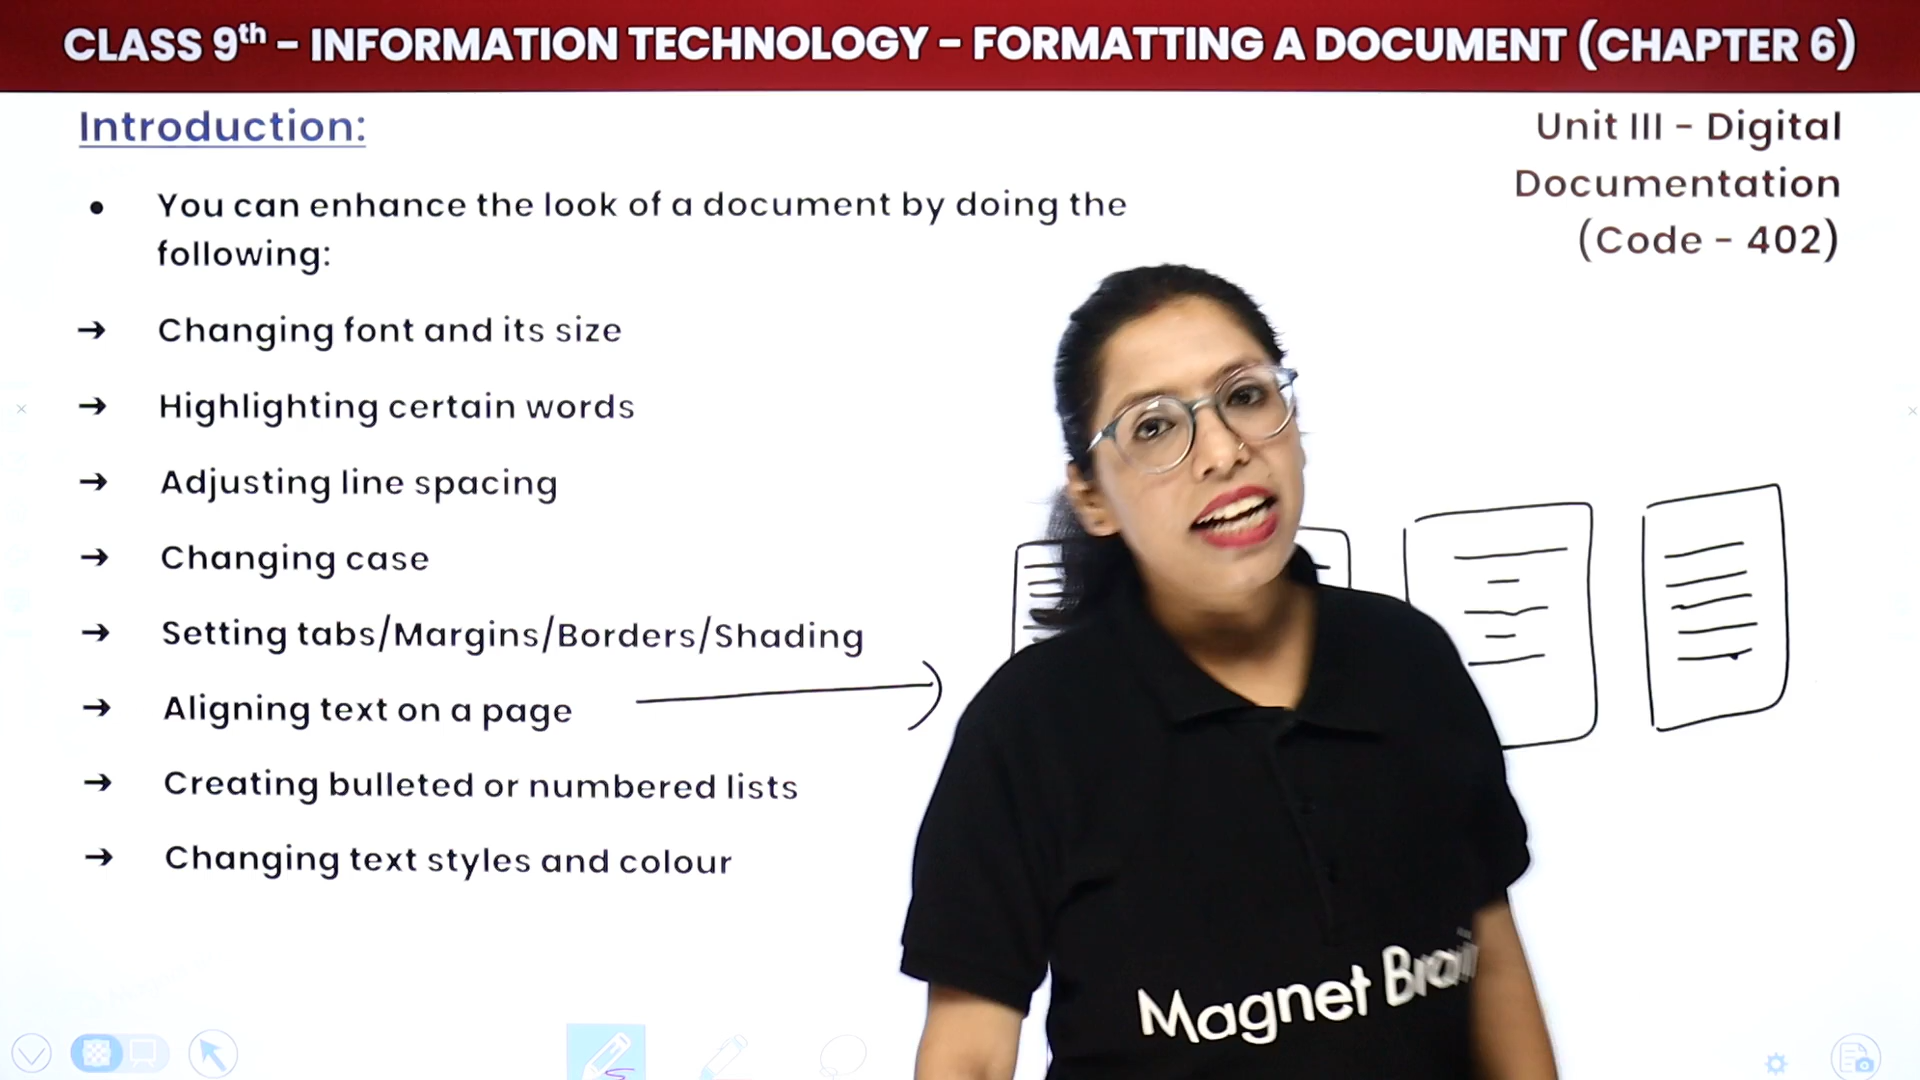 CLASS 9th – INFORMATION TECHNOLOGY – FORMATTING A DOCUMENT (CHAPTER 6)
Introduction:
Unit III – Digital
Documentation
(Code – 402)
● You can enhance the look of a document by doing the
following:
➔ Changing font and its size
➔ Highlighting certain words
➔ Adjusting line spacing
➔ Changing case
➔ Setting tabs/Margins/Borders/Shading
➔ Aligning text on a page
➔ Creating bulleted or numbered lists
➔ Changing text styles and colour
Magnet Brain